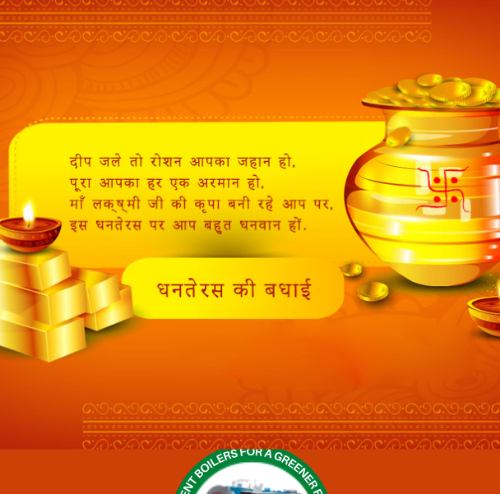 दीप जले तो रोशन आपका जहान हो,
पूरा आपका हर एक अरमान हो,
माँ लक्ष्मी जी की कृपा बनी रहे आप पर,
इस धनतेरस पर आप बहुत धनवान हों.
धनतेरस की बधाई
BOILERS FOR A GREENER